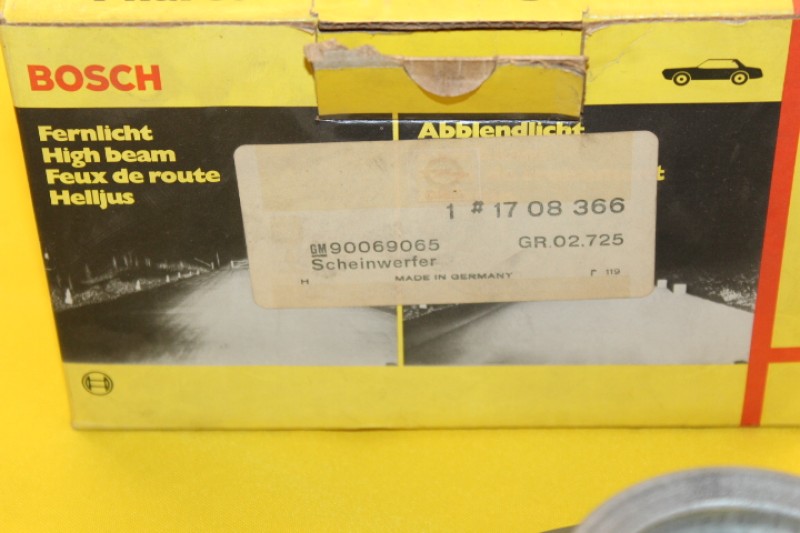 BOSCH
Fernlicht
High beam
Feux de route
Helljus
Abblendlicht
1 # 17 08 366
GM 90069065 GR.02.725
Scheinwerfer
H MADE IN GERMANY r 119